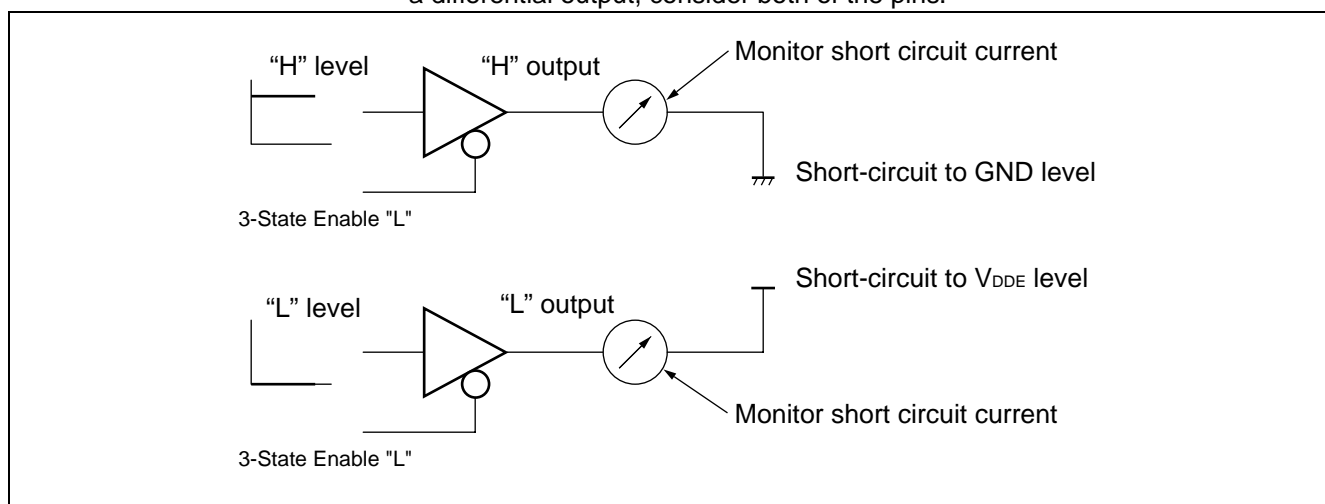 a differential output, consider both of the pins.
Monitor short circuit current
“H” level
“H” output
Short-circuit to GND level
3-State Enable "L"
Short-circuit to VDDE level
“L” level
“L” output
Monitor short circuit current
3-State Enable "L"